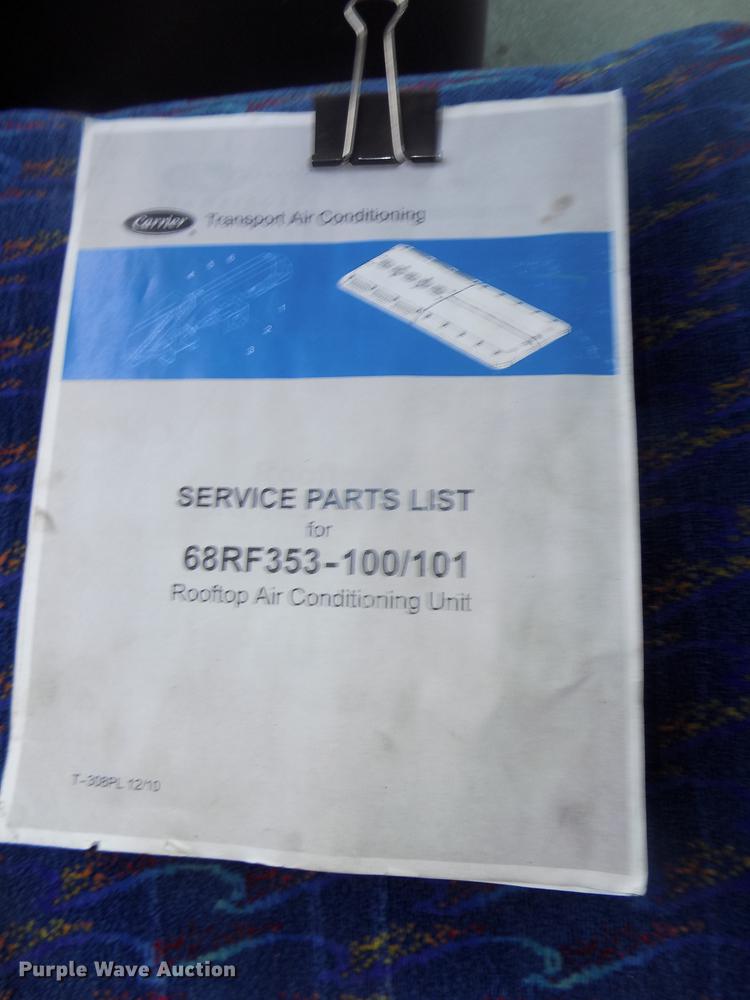 Carrier Transport Air Conditioning
SERVICE PARTS LIST
for
68RF353-100/101
Rooftop Air Conditioning Unit
T-308PL 12/10
Purple Wave Auction